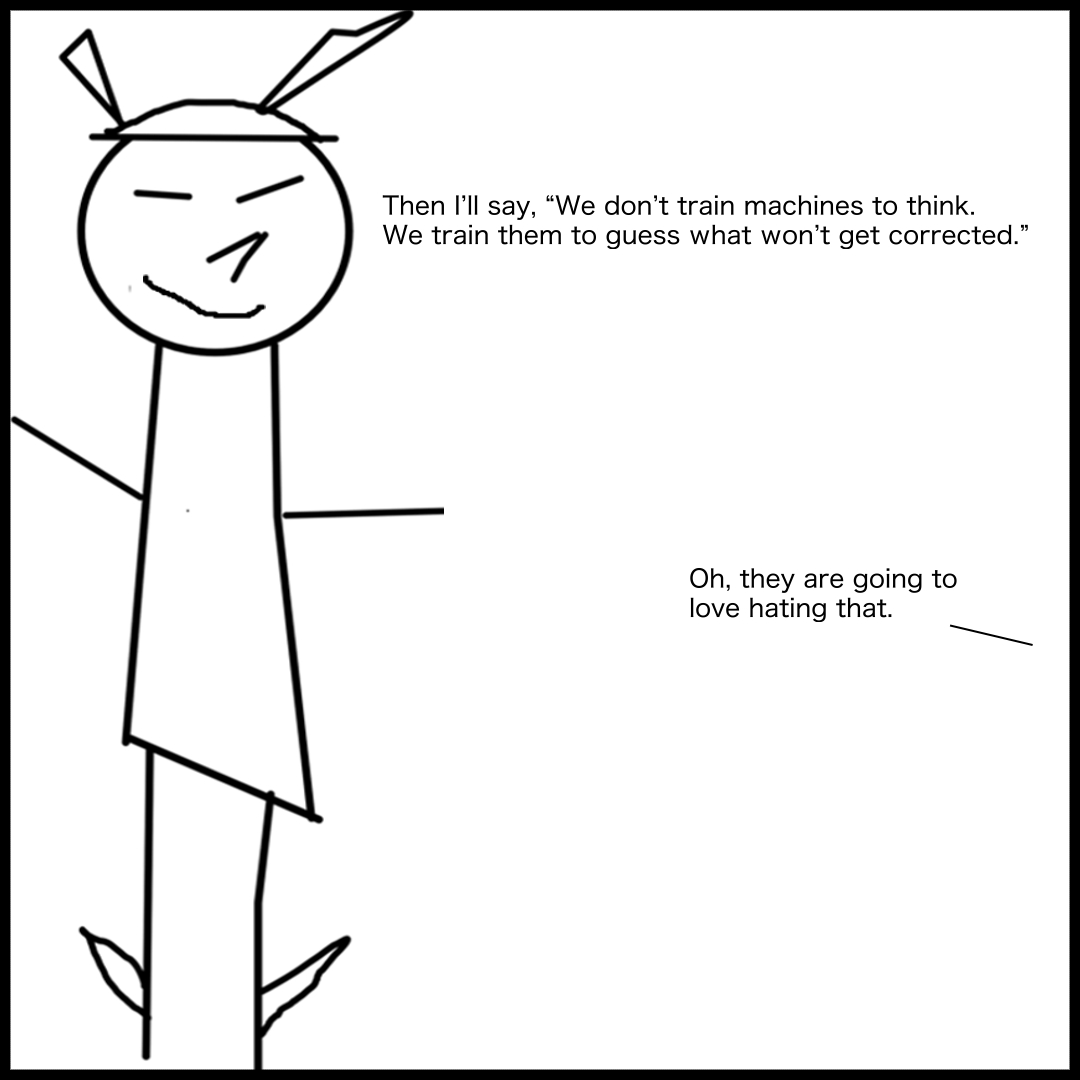 Then I’ll say, “We don’t train machines to think.
We train them to guess what won’t get corrected.”
Oh, they are going to
love hating that.